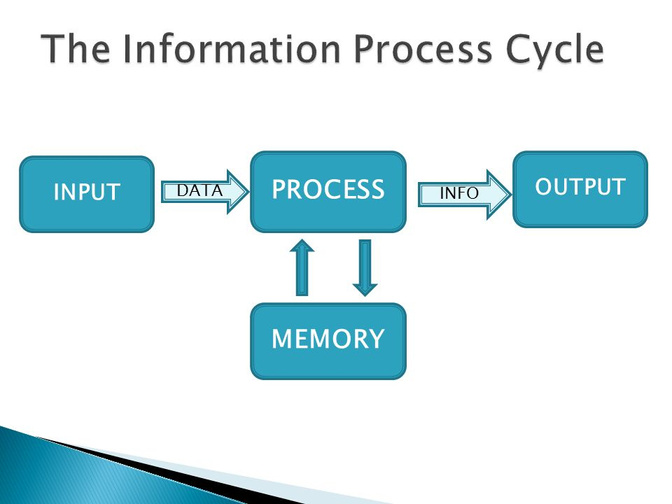 The Information Process Cycle
INPUT
DATA
PROCESS
INFO
OUTPUT
MEMORY